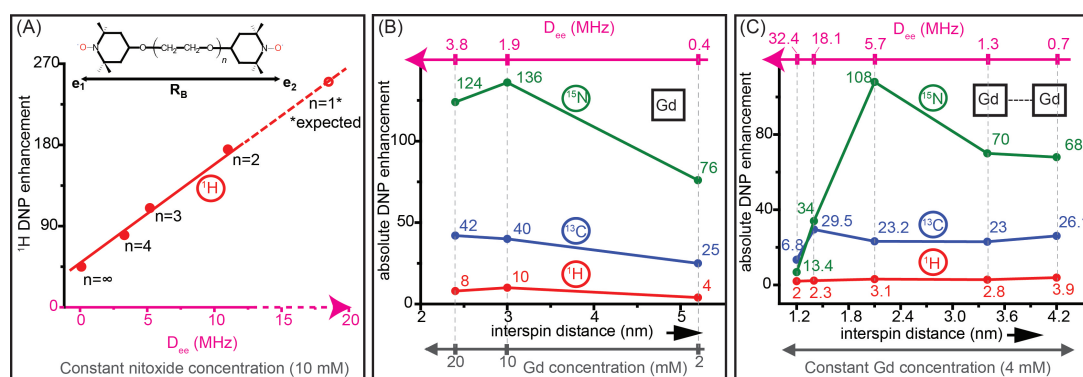 (A)
·O
N
O
O
n
N
O·
e1
RB
e2
270
180
90
0
1H DNP enhancement
n=1*
*expected
n=2
1H
n=3
n=4
n=∞
0
5
10
15
20
Dee (MHz)
Constant nitoxide concentration (10 mM)
(B)
Dee (MHz)
3.8
1.9
0.4
absolute DNP enhancement
100
50
0
124
136
15N
Gd
76
42
40
13C
25
8
10
1H
4
2
3
4
5
interspin distance (nm)
20
10
2
Gd concentration (mM)
(C)
Dee (MHz)
32.4
18.1
5.7
1.3
0.7
absolute DNP enhancement
80
40
0
108
15N
Gd
Gd
70
68
34
6.8
29.5
23.2
13C
23
26.
13.4
1H
2
2.3
3.1
2.8
3.9
1.2
1.8
2.4
3.0
3.6
4.2
interspin distance (nm)
Constant Gd concentration (4 mM)